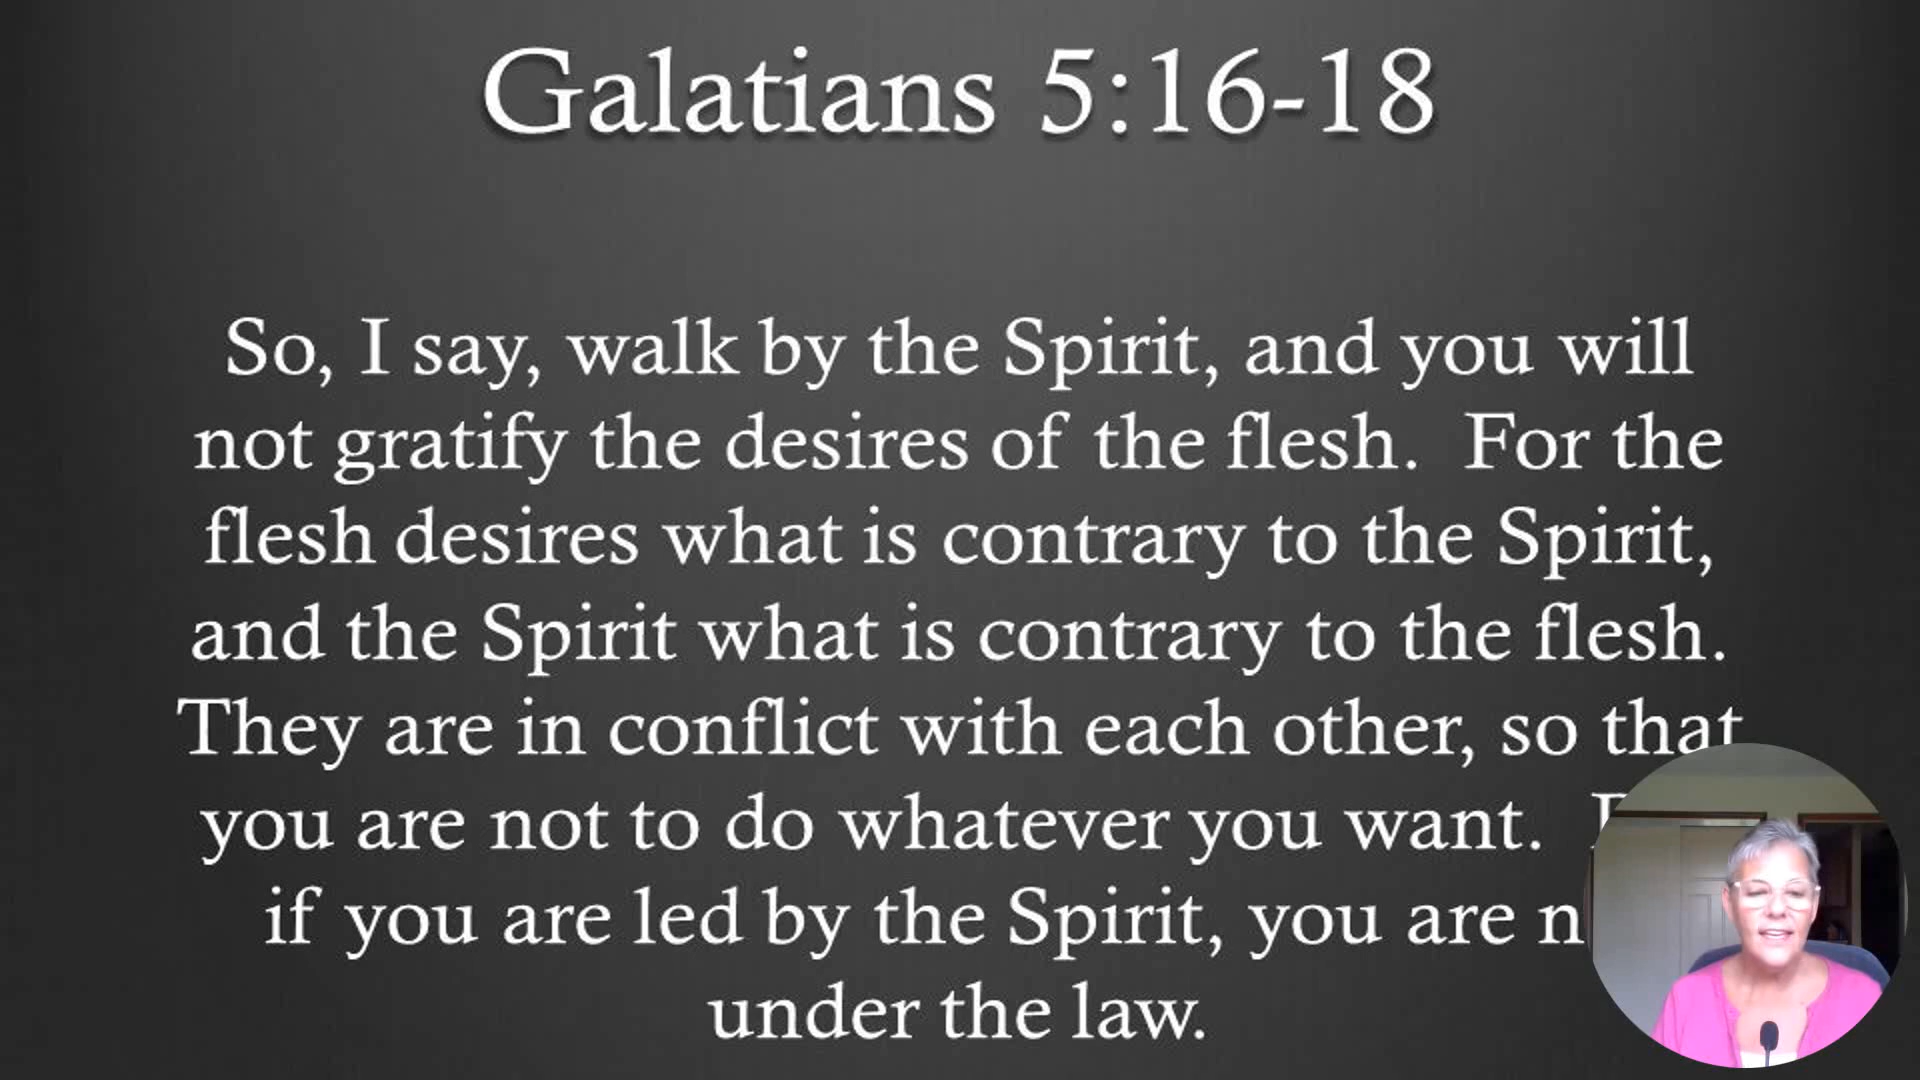 Galatians 5:16-18
So, I say, walk by the Spirit, and you will
not gratify the desires of the flesh.  For the
flesh desires what is contrary to the Spirit,
and the Spirit what is contrary to the flesh.
They are in conflict with each other, so that
you are not to do whatever you want.
if you are led by the Spirit, you are
under the law.